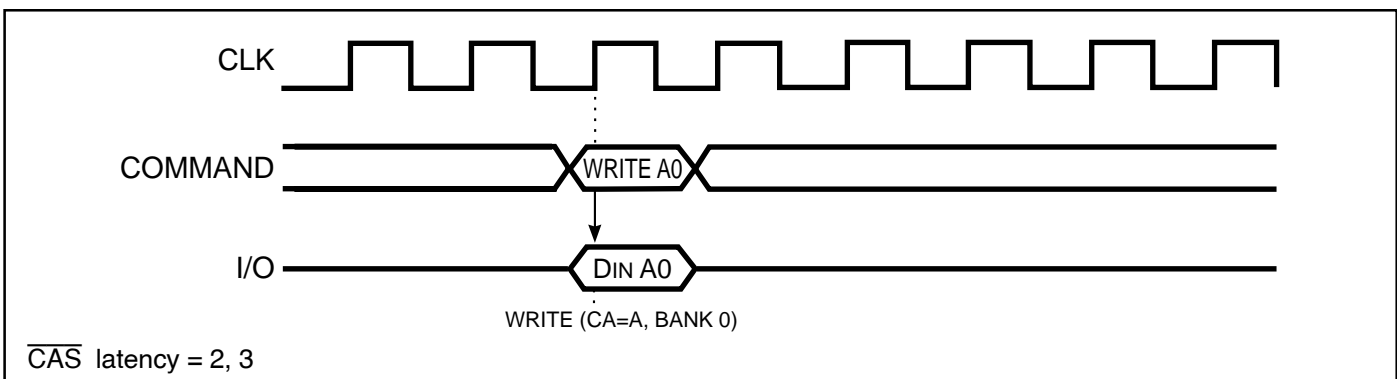 CLK
COMMAND
WRITE A0
I/O
DIN A0
WRITE (CA=A, BANK 0)
CAS latency = 2, 3